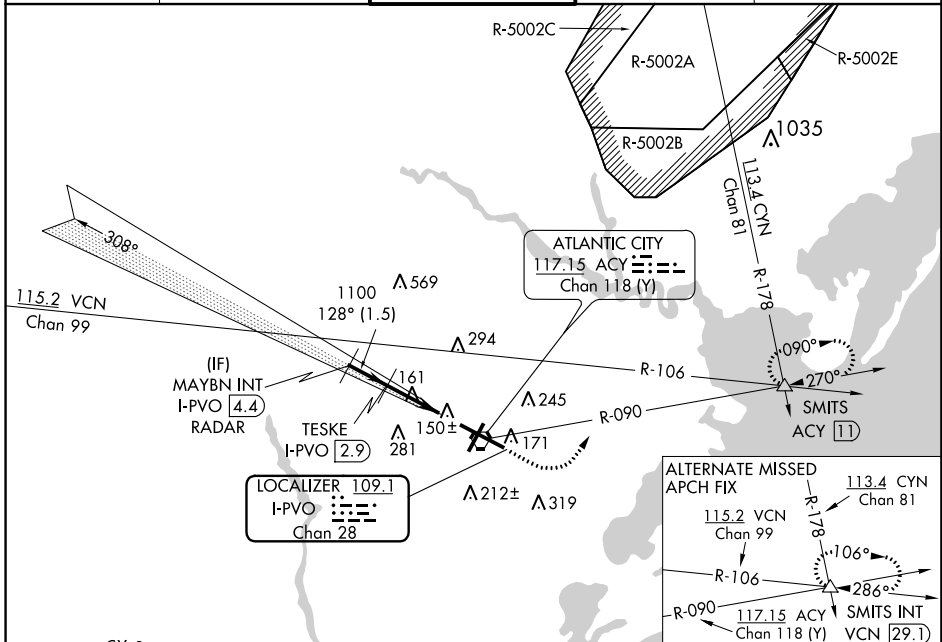 R-5002C
R-5002A
R-5002E
R-5002B
1035
113.4 CYN
Chan 81
R-178
308°
ATLANTIC CITY
117.15 ACY
Chan 118 (Y)
115.2 VCN
Chan 99
1100
128° (1.5)
569
294
(IF)
MAYBN INT
I-PVO 4.4
RADAR
161
TESKE
I-PVO 2.9
150±
281
245
171
R-106
R-090
090°
270°
SMITS
ACY 11
LOCALIZER 109.1
I-PVO
Chan 28
212±
319
ALTERNATE MISSED
APCH FIX
113.4 CYN
Chan 81
R-178
115.2 VCN
Chan 99
R-106
106°
286°
R-090
117.15 ACY
Chan 118 (Y)
SMITS INT
VCN 29.1